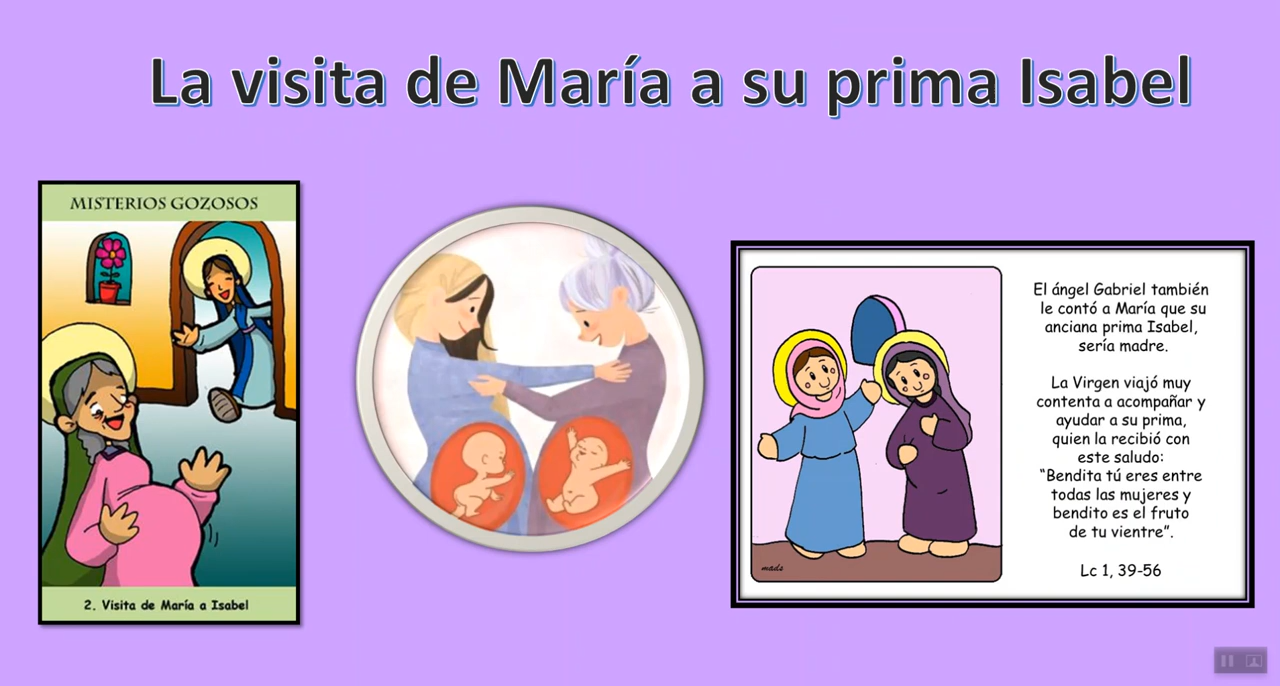 La visita de María a su prima Isabel
MISTERIOS GOZOSOS
2. Visita de María a Isabel
mads
El ángel Gabriel también
le contó a María que su
anciana prima Isabel,
sería madre.
La Virgen viajó muy
contenta a acompañar y
ayudar a su prima,
quien la recibió con
este saludo:
“Bendita tú eres entre
todas las mujeres y
bendito es el fruto
de tu vientre”.
Lc 1, 39-56